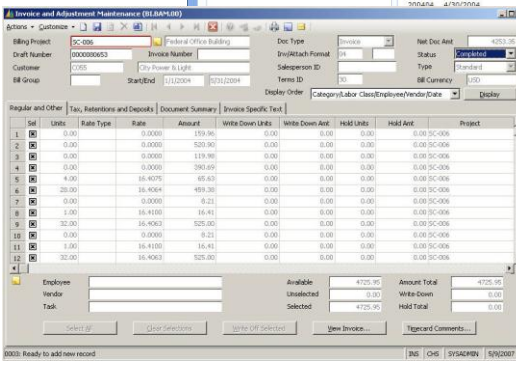 200404 4/30/2004
Invoice and Adjustment Maintenance (BI.BAM.00)
Actions Customize
Billing Project SC-006 Federal Office Building Doc Type Invoice Net Doc Amt 4253.35
Draft Number 0000000653 Invoice Number Inv/Attach Format 04 Status Completed
Customer C055 City Power & Light Salesperson ID Type Standard
Bill Group Start/End 1/1/2004 5/31/2004 Terms ID 30 Bill Currency USD
Display Order Category/Labor Class/Employee/Vendor/Date Display
Regular and Other Tax, Retentions and Deposits Document Summary Invoice Specific Text
Sel Units Rate Type Rate Amount Write Down Units Write Down Amt Hold Units Hold Amt Project
1 0.00 0.0000 159.96 0.00 0.00 0.00 0.00 SC-006
2 0.00 0.0000 520.90 0.00 0.00 0.00 0.00 SC-006
3 0.00 0.0000 119.98 0.00 0.00 0.00 0.00 SC-006
4 0.00 0.0000 390.69 0.00 0.00 0.00 0.00 SC-006
5 4.00 16.4075 65.63 0.00 0.00 0.00 0.00 SC-006
6 28.00 16.4064 459.38 0.00 0.00 0.00 0.00 SC-006
7 0.00 0.0000 8.21 0.00 0.00 0.00 0.00 SC-006
8 1.00 16.4100 16.41 0.00 0.00 0.00 0.00 SC-006
9 32.00 16.4063 525.00 0.00 0.00 0.00 0.00 SC-006
10 0.00 0.0000 8.21 0.00 0.00 0.00 0.00 SC-006
11 1.00 16.4100 16.41 0.00 0.00 0.00 0.00 SC-006
12 32.00 16.4063 525.00 0.00 0.00 0.00 0.00 SC-006
Employee Available 4725.95 Amount Total 4725.95
Vendor Unselected 0.00 Write-Down 0.00
Task Selected 4725.95 Hold Total 0.00
Select All Clear Selections Write Off Selected View Invoice... Timecard Comments...
0003: Ready to add new record INS CHS SYSADMIN 5/9/2007